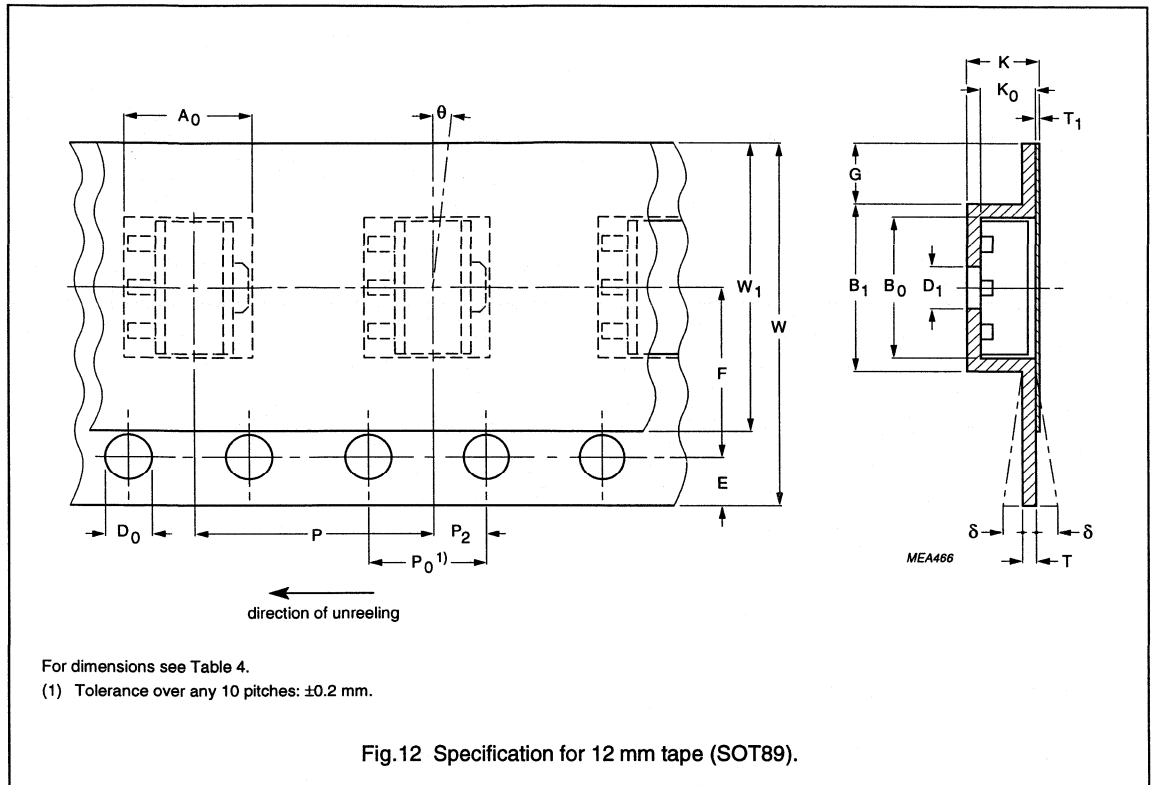 A0
θ
W1
W
F
E
D0
P
P2
P0 1)
direction of unreeling
K
K0
T1
G
B1
B0
D1
δ
δ
T
MEA466
For dimensions see Table 4.
(1) Tolerance over any 10 pitches: ±0.2 mm.
Fig.12 Specification for 12 mm tape (SOT89).